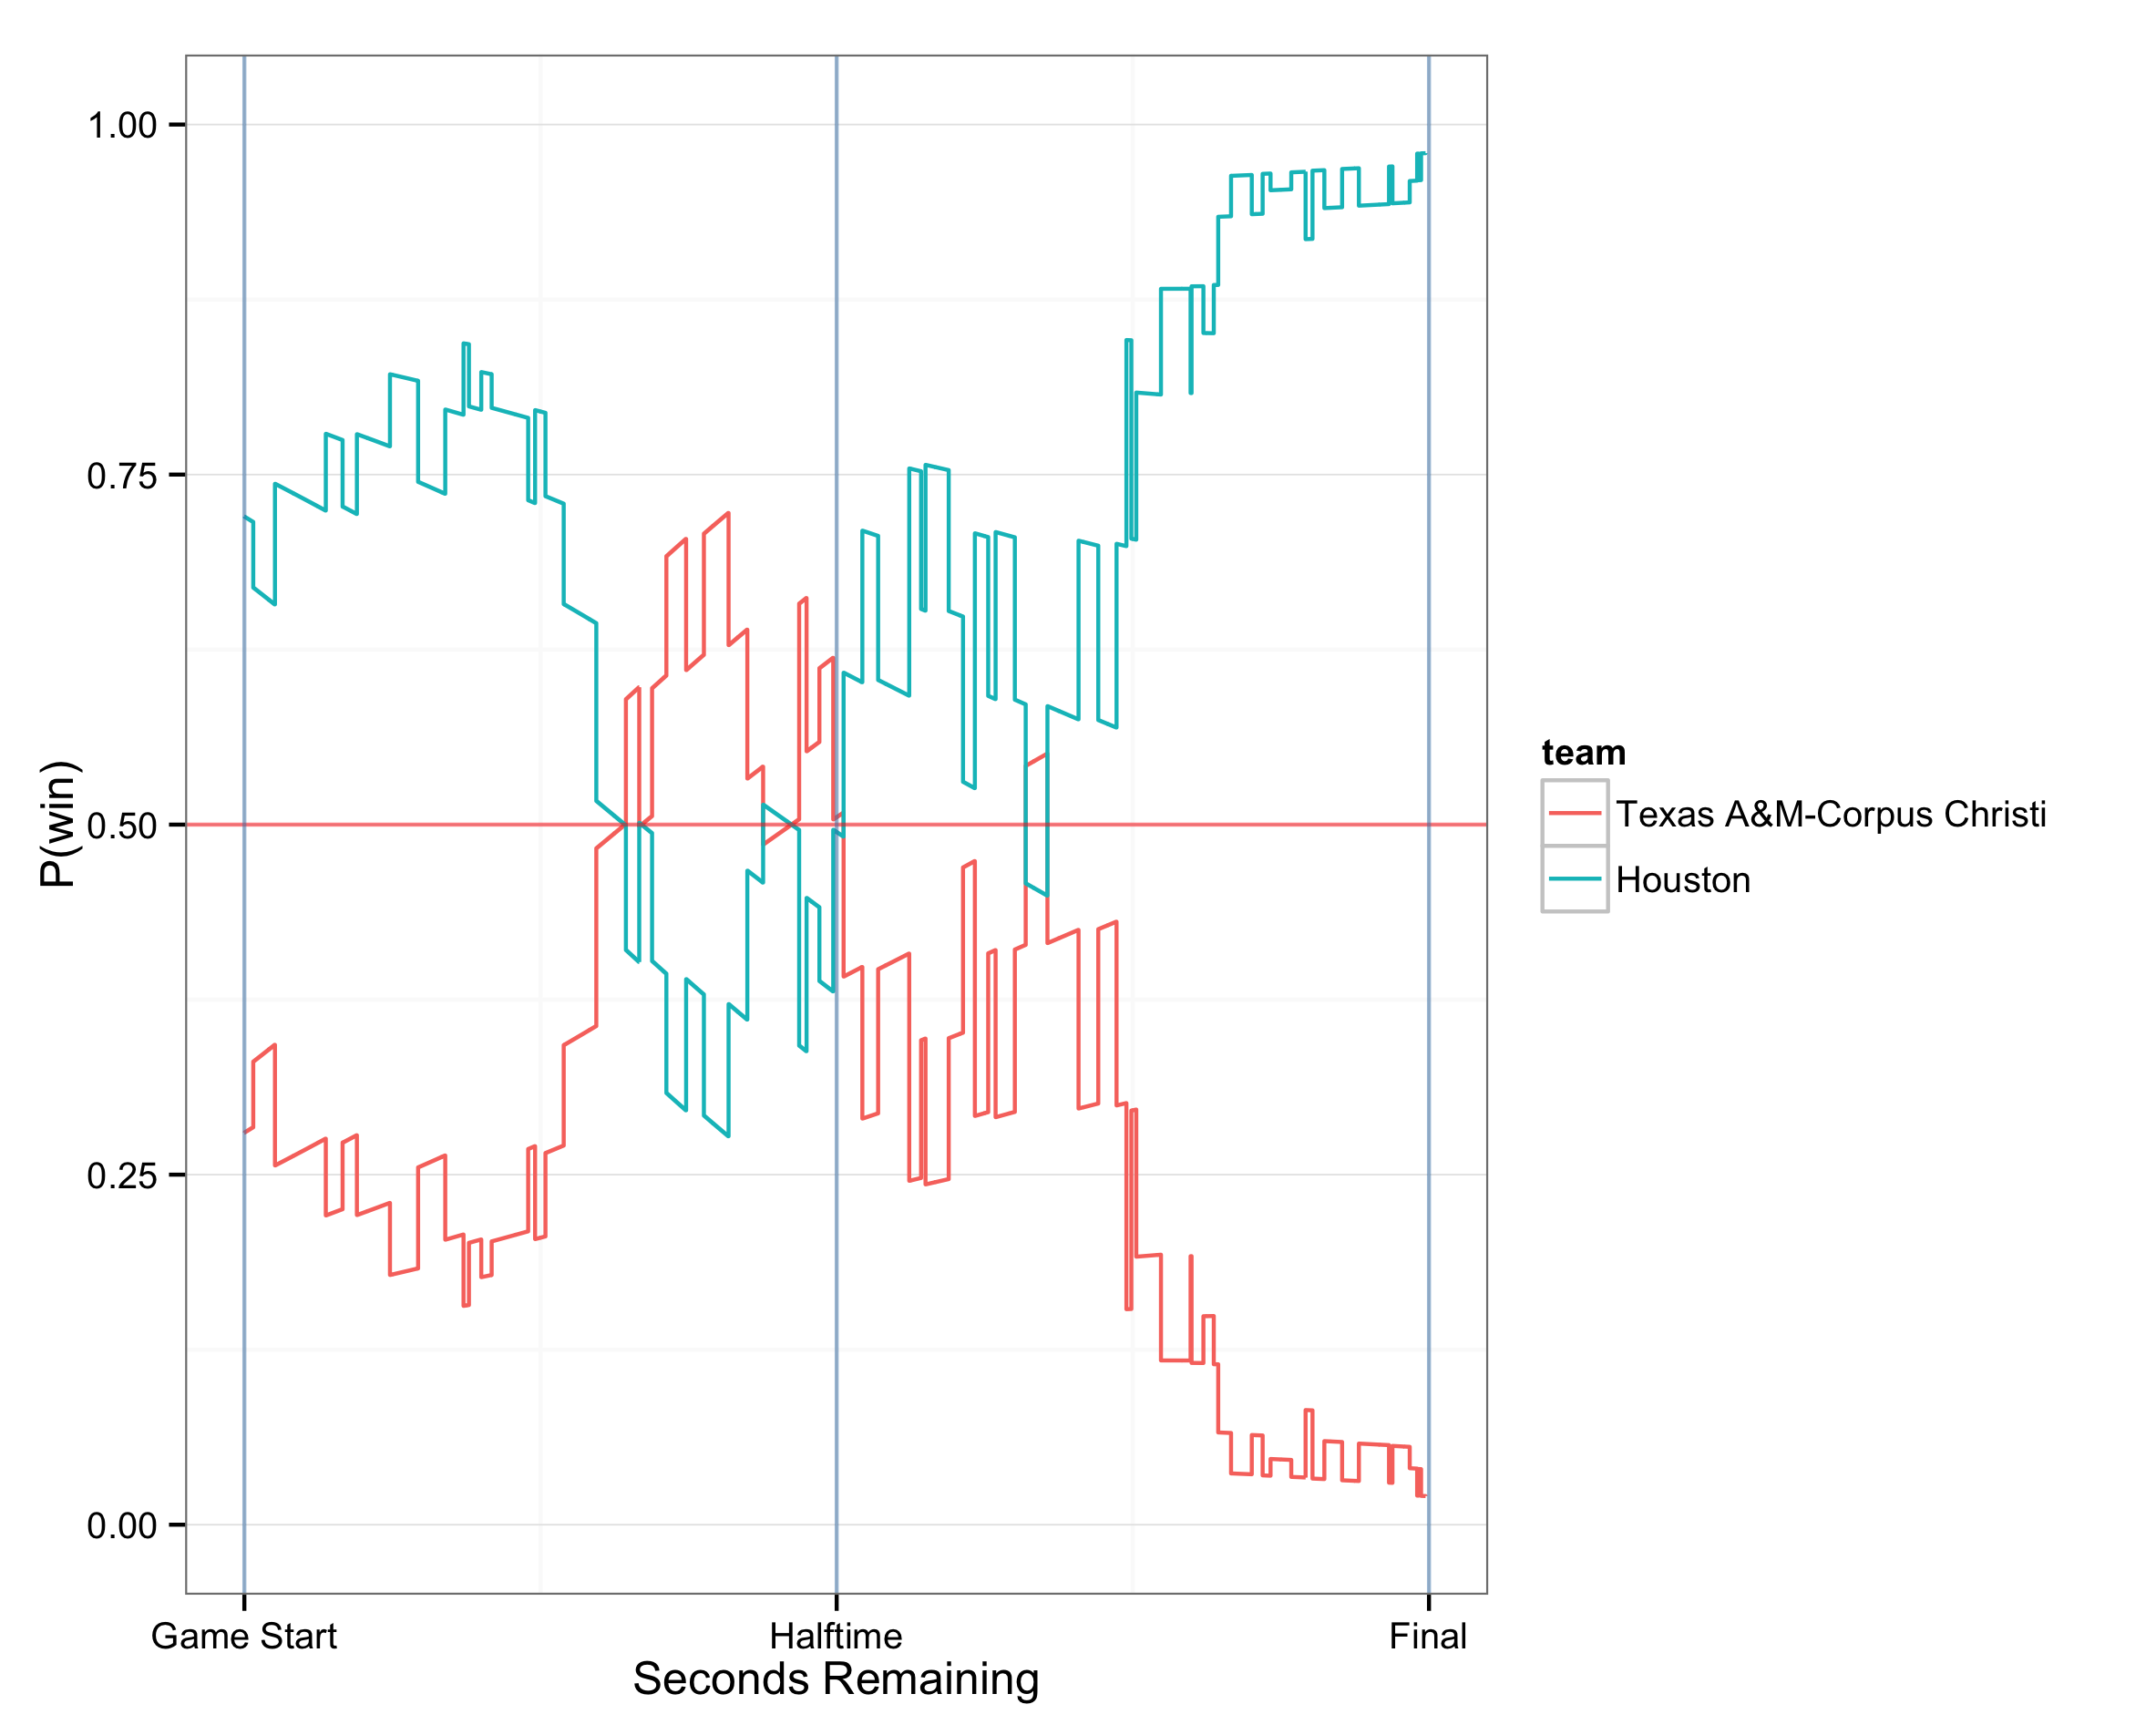 P(win)
1.00
0.75
0.50
0.25
0.00
Game Start
Halftime
Final
Seconds Remaining
team
Texas A&M-Corpus Christi
Houston